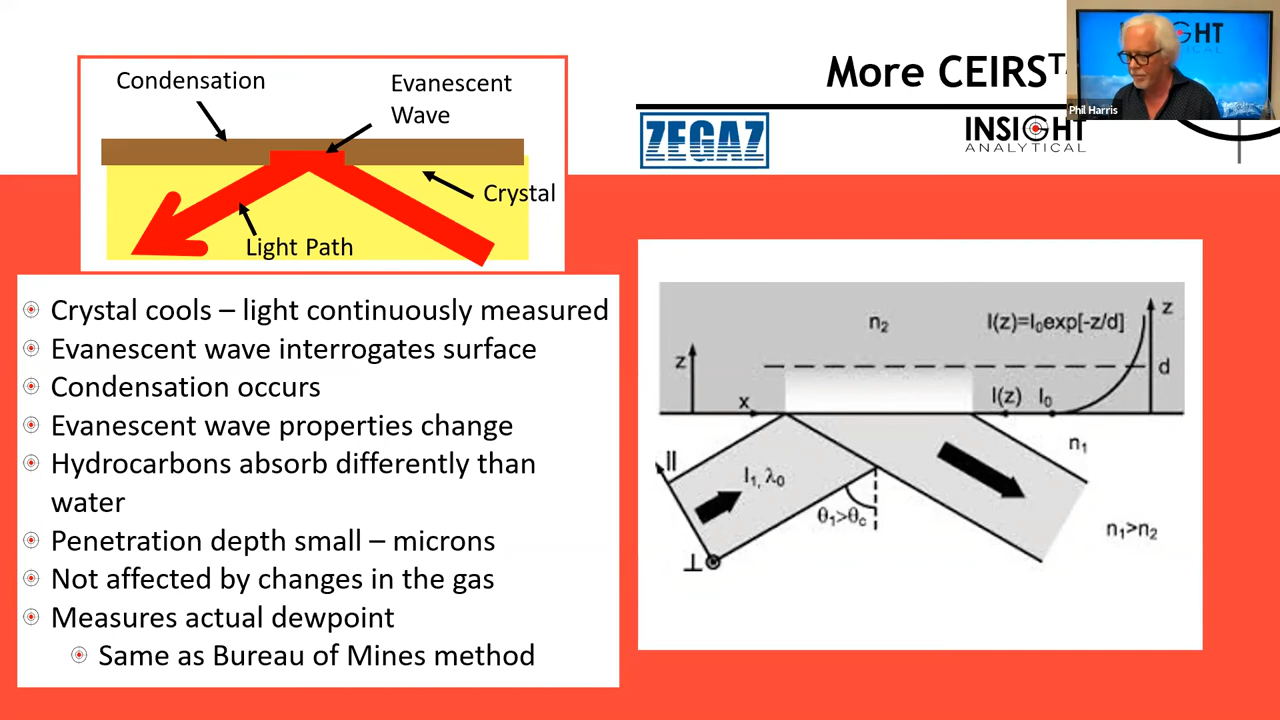 More CEIRS
INSIGHT
ANALYTICAL
Phil Harris
ZEGAZ
INSIGHT
ANALYTICAL
Condensation
Evanescent
Wave
Crystal
Light Path
Crystal cools – light continuously measured
Evanescent wave interrogates surface
Condensation occurs
Evanescent wave properties change
Hydrocarbons absorb differently than
water
Penetration depth small – microns
Not affected by changes in the gas
Measures actual dewpoint
Same as Bureau of Mines method
n₂
I(z)=I₀exp[-z/d]
z
z
d
x
I(z) I₀
n₁
||
I₁, λ₀
θ₁>θc
n₁>n₂
⊥